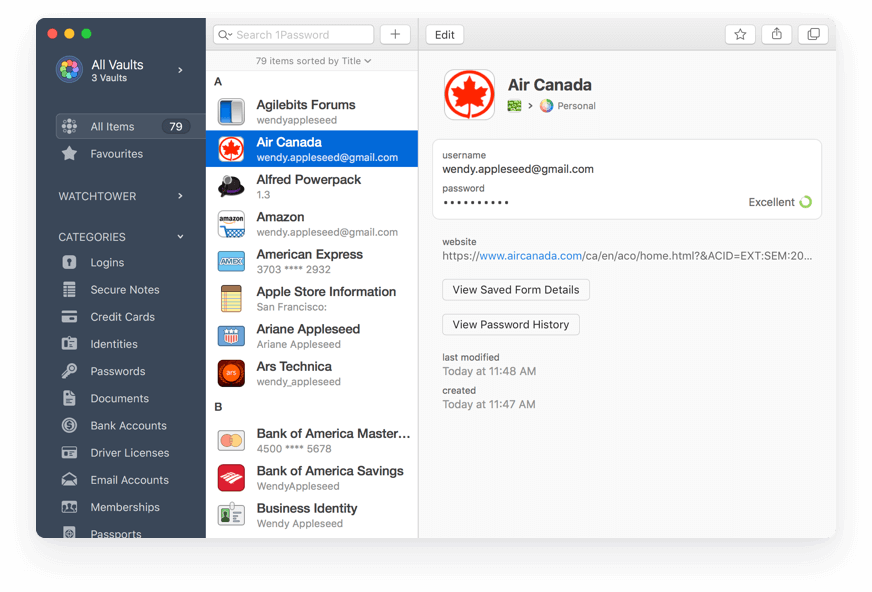 All Vaults
3 Vaults
All Items 79
Favourites
WATCHTOWER
CATEGORIES
Logins
Secure Notes
Credit Cards
Identities
Passwords
Documents
Bank Accounts
Driver Licenses
Email Accounts
Memberships
Passports
Search 1Password
79 items sorted by Title
A
Agilebits Forums
wendyappleseed
Air Canada
wendy.appleseed@gmail.com
Alfred Powerpack
1.3
amazon
Amazon
wendy.appleseed@gmail.com
AMEX
American Express
3703 **** 2932
Apple Store Information
San Francisco:
Ariane Appleseed
Ariane Appleseed
ars
Ars Technica
wendy_appleseed
B
Bank of America Master...
4500 **** 5678
Bank of America Savings
WendyAppleseed
Business Identity
Wendy Appleseed
Edit
Air Canada
Personal
username
wendy.appleseed@gmail.com
password
•••••••••• Excellent
website
https://www.aircanada.com/ca/en/aco/home.html?&ACID=EXT:SEM:20...
View Saved Form Details
View Password History
last modified
Today at 11:48 AM
created
Today at 11:47 AM